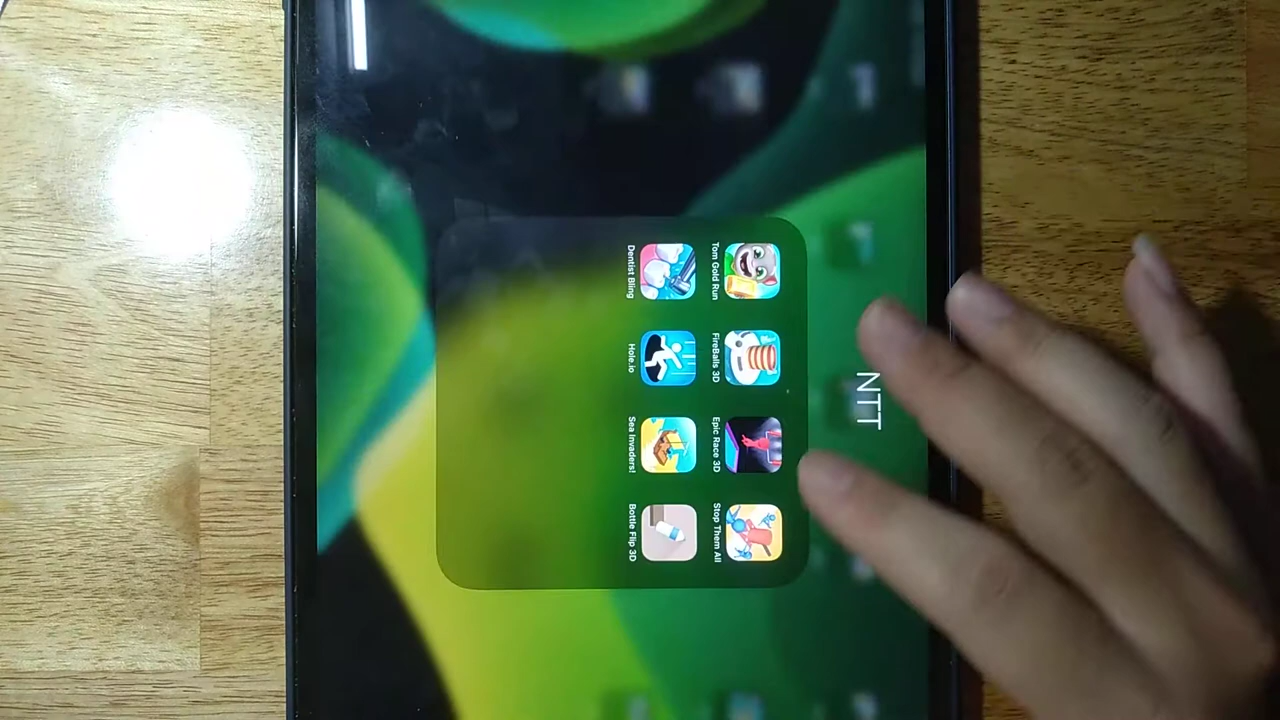 NTT
Tom Gold Run
FireBalls 3D
Epic Race 3D
Stop Them All
Dentist Bling
Hole.io
Sea Invaders!
Bottle Flip 3D